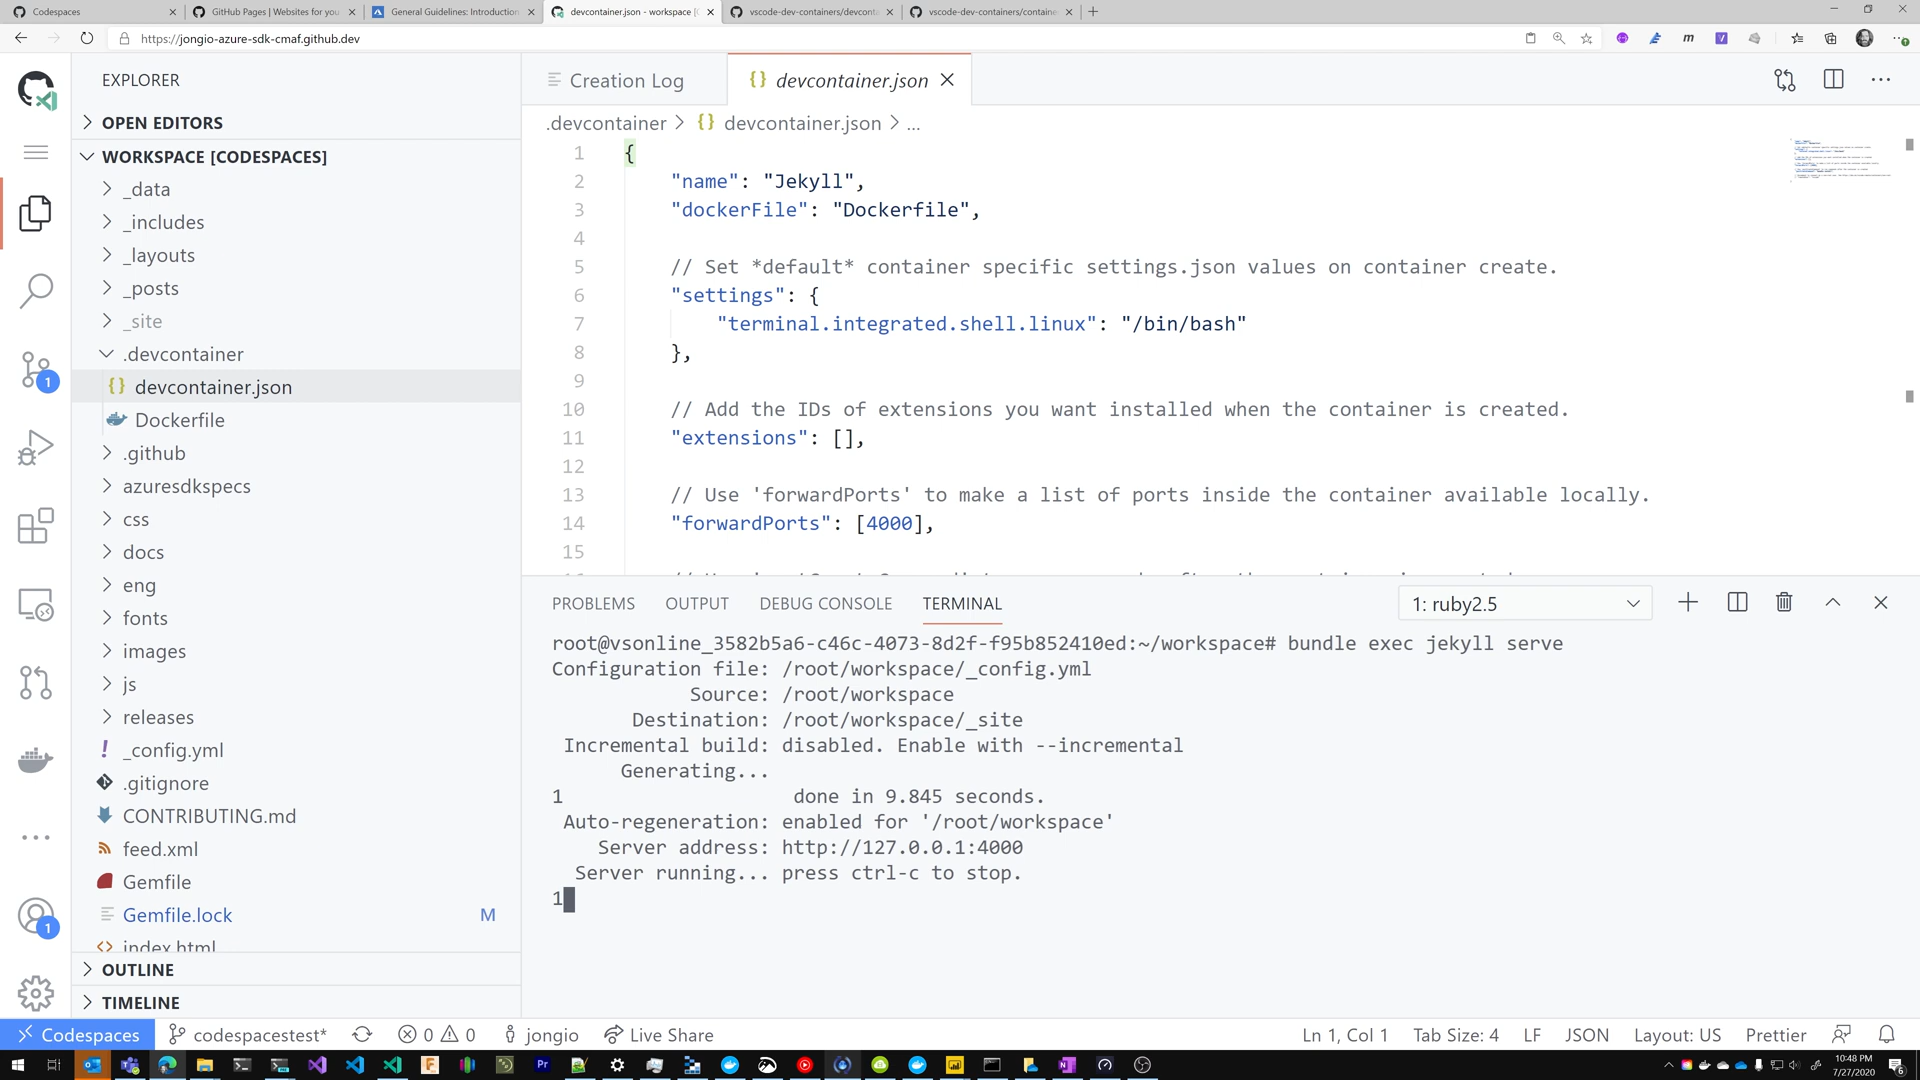 Codespaces
GitHub Pages | Websites for you
General Guidelines: Introduction
devcontainer.json - workspace [C
vscode-dev-containers/devconta
vscode-dev-containers/containe
https://jongio-azure-sdk-cmaf.github.dev
EXPLORER
Creation Log
{} devcontainer.json
OPEN EDITORS
WORKSPACE [CODESPACES]
_data
_includes
_layouts
_posts
_site
.devcontainer
{} devcontainer.json
Dockerfile
.github
azuresdkspecs
css
docs
eng
fonts
images
js
releases
! _config.yml
.gitignore
CONTRIBUTING.md
feed.xml
Gemfile
Gemfile.lock M
<> index.html
OUTLINE
TIMELINE
1
1
.devcontainer > {} devcontainer.json > ...
1 {
2 "name": "Jekyll",
3 "dockerFile": "Dockerfile",
4
5 // Set *default* container specific settings.json values on container create.
6 "settings": {
7 "terminal.integrated.shell.linux": "/bin/bash"
8 },
9
10 // Add the IDs of extensions you want installed when the container is created.
11 "extensions": [],
12
13 // Use 'forwardPorts' to make a list of ports inside the container available locally.
14 "forwardPorts": [4000],
15
PROBLEMS OUTPUT DEBUG CONSOLE TERMINAL
1: ruby2.5
root@vsonline_3582b5a6-c46c-4073-8d2f-f95b852410ed:~/workspace# bundle exec jekyll serve
Configuration file: /root/workspace/_config.yml
Source: /root/workspace
Destination: /root/workspace/_site
Incremental build: disabled. Enable with --incremental
Generating...
1 done in 9.845 seconds.
Auto-regeneration: enabled for '/root/workspace'
Server address: http://127.0.0.1:4000
Server running... press ctrl-c to stop.
1
Codespaces codespacestest* 0 0 jongio Live Share
Ln 1, Col 1 Tab Size: 4 LF JSON Layout: US Prettier
10:48 PM
7/27/2020